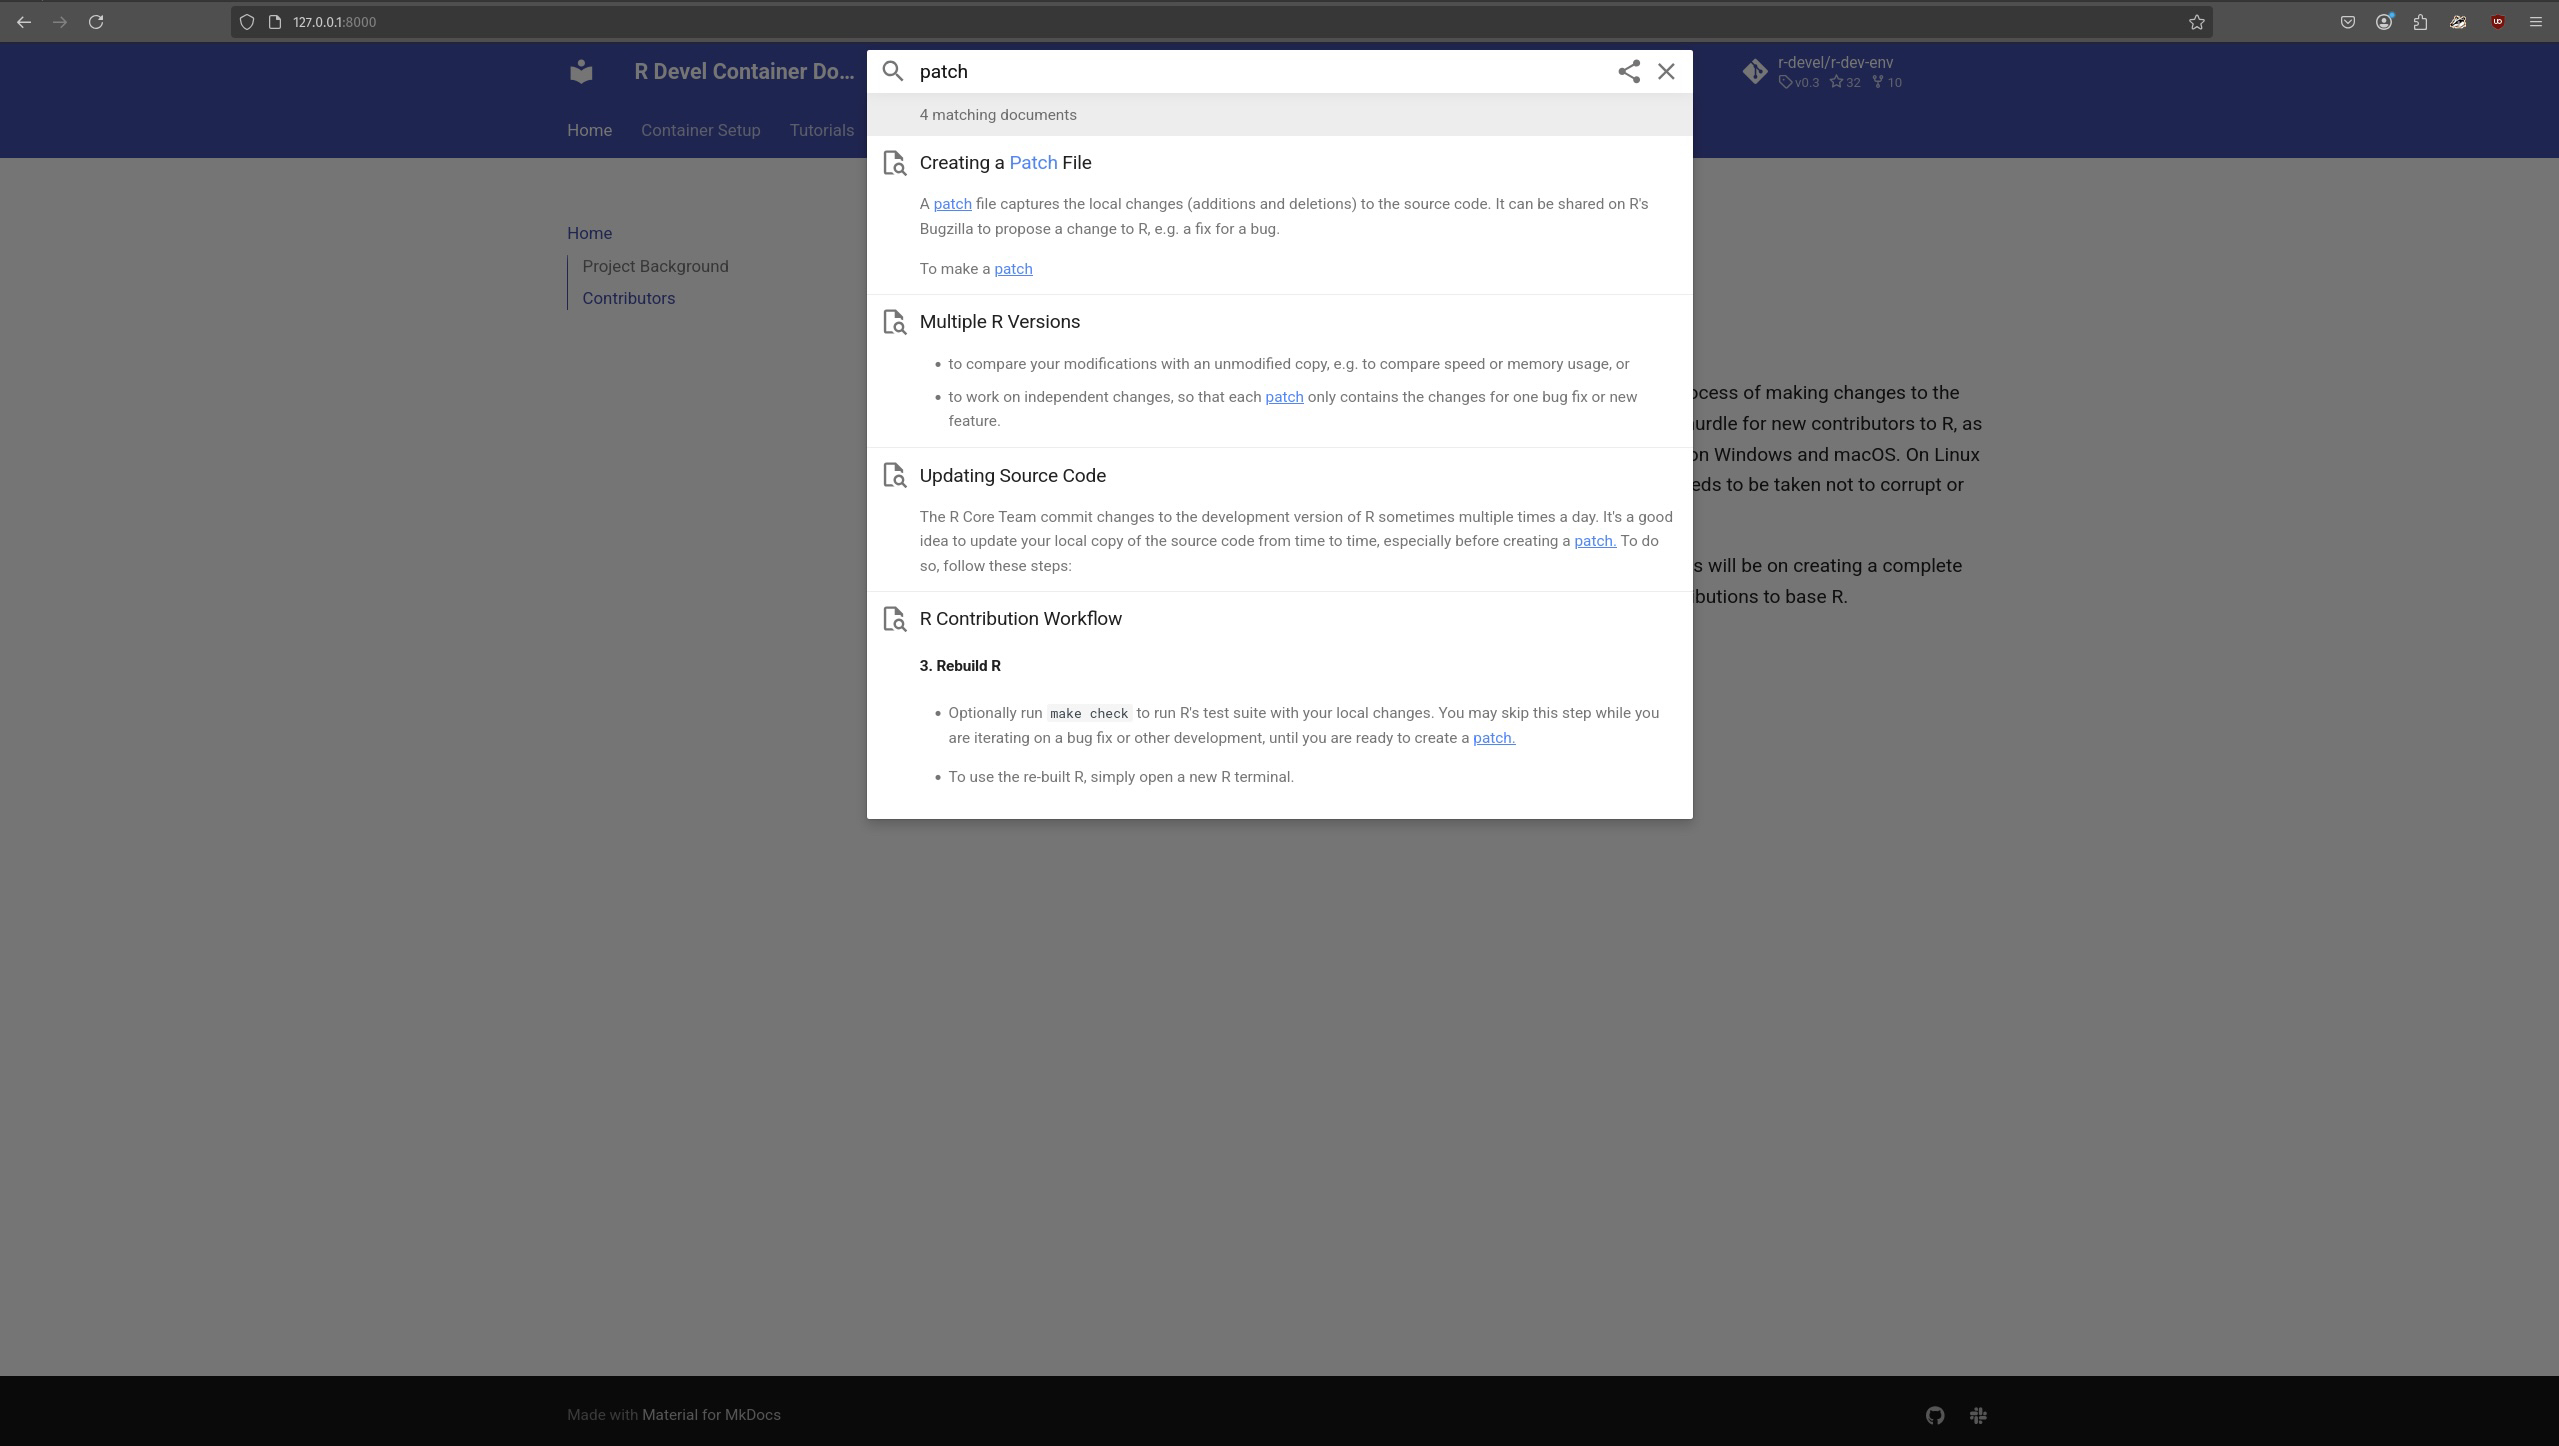 127.0.0.1:8000
R Devel Container Do...
patch
r-devel/r-dev-env
v0.3 32 10
Home Container Setup Tutorials
4 matching documents
Creating a Patch File
A patch file captures the local changes (additions and deletions) to the source code. It can be shared on R's
Bugzilla to propose a change to R, e.g. a fix for a bug.
To make a patch
Home
Project Background
Contributors
Multiple R Versions
• to compare your modifications with an unmodified copy, e.g. to compare speed or memory usage, or
• to work on independent changes, so that each patch only contains the changes for one bug fix or new
feature.
Updating Source Code
The R Core Team commit changes to the development version of R sometimes multiple times a day. It's a good
idea to update your local copy of the source code from time to time, especially before creating a patch. To do
so, follow these steps:
R Contribution Workflow
3. Rebuild R
• Optionally run make check to run R's test suite with your local changes. You may skip this step while you
are iterating on a bug fix or other development, until you are ready to create a patch.
• To use the re-built R, simply open a new R terminal.
of making changes to the
for new contributors to R, as
on Windows and macOS. On Linux
to be taken not to corrupt or
will be on creating a complete
to base R.
Made with Material for MkDocs